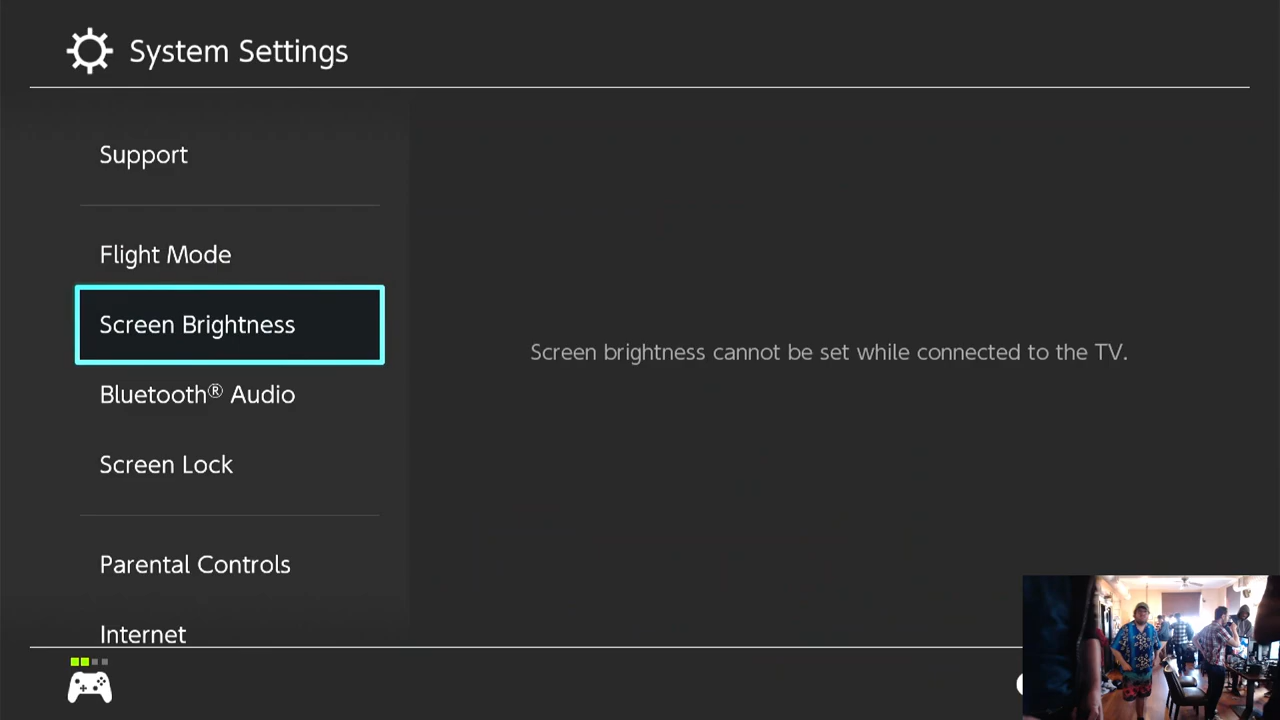 System Settings
Support
Flight Mode
Screen Brightness
Screen brightness cannot be set while connected to the TV.
Bluetooth® Audio
Screen Lock
Parental Controls
Internet